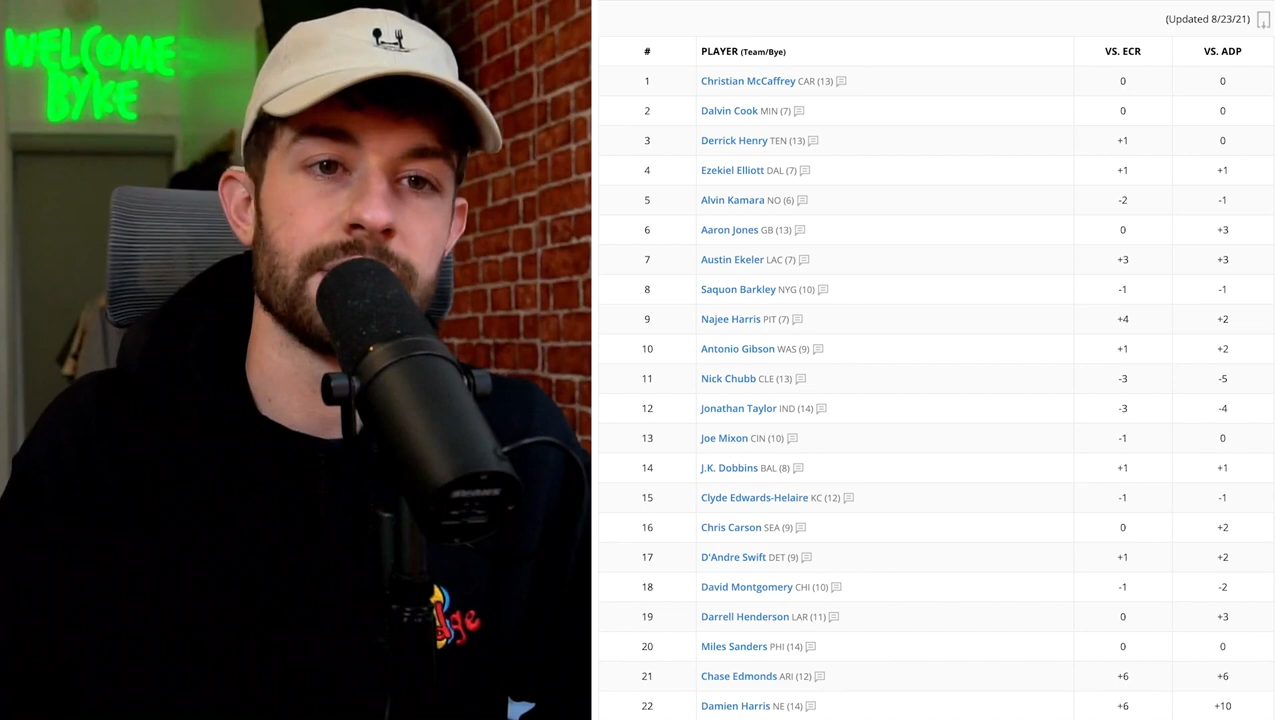 WELCOME
BYKE
(Updated 8/23/21)
# PLAYER (Team/Bye) VS. ECR VS. ADP
1 Christian McCaffrey CAR (13) 0 0
2 Dalvin Cook MIN (7) 0 0
3 Derrick Henry TEN (13) +1 0
4 Ezekiel Elliott DAL (7) +1 +1
5 Alvin Kamara NO (6) -2 -1
6 Aaron Jones GB (13) 0 +3
7 Austin Ekeler LAC (7) +3 +3
8 Saquon Barkley NYG (10) -1 -1
9 Najee Harris PIT (7) +4 +2
10 Antonio Gibson WAS (9) +1 +2
11 Nick Chubb CLE (13) -3 -5
12 Jonathan Taylor IND (14) -3 -4
13 Joe Mixon CIN (10) -1 0
14 J.K. Dobbins BAL (8) +1 +1
15 Clyde Edwards-Helaire KC (12) -1 -1
16 Chris Carson SEA (9) 0 +2
17 D'Andre Swift DET (9) +1 +2
18 David Montgomery CHI (10) -1 -2
19 Darrell Henderson LAR (11) 0 +3
20 Miles Sanders PHI (14) 0 0
21 Chase Edmonds ARI (12) +6 +6
22 Damien Harris NE (14) +6 +10